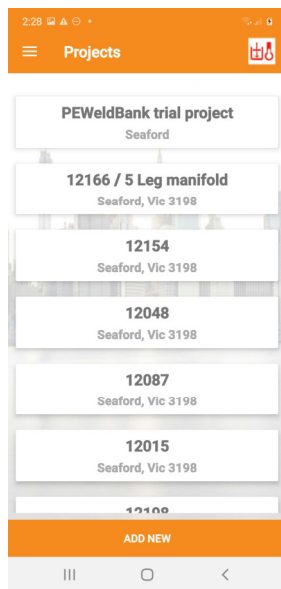 2:28
Projects
PEWeldBank trial project
Seaford
12166 / 5 Leg manifold
Seaford, Vic 3198
12154
Seaford, Vic 3198
12048
Seaford, Vic 3198
12087
Seaford, Vic 3198
12015
Seaford, Vic 3198
12198
ADD NEW